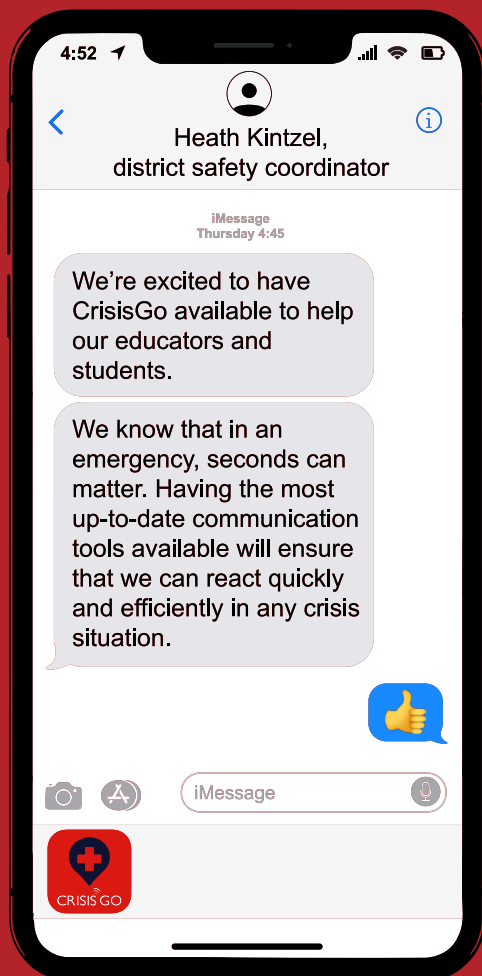 4:52
Heath Kintzel,
district safety coordinator
iMessage
Thursday 4:45
We’re excited to have
CrisisGo available to help
our educators and
students.
We know that in an
emergency, seconds can
matter. Having the most
up-to-date communication
tools available will ensure
that we can react quickly
and efficiently in any crisis
situation.
iMessage
CRISIS GO